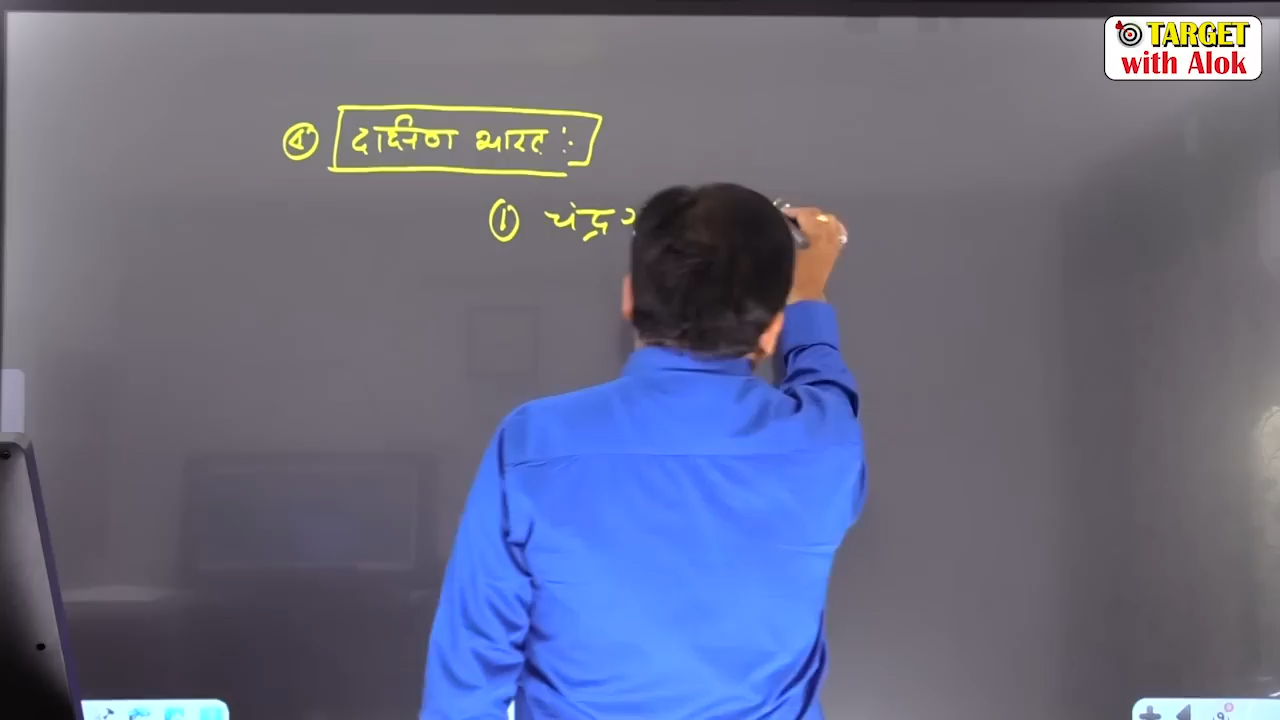 TARGET
with Alok
④ दक्षिण भारत :-
① चंद्र